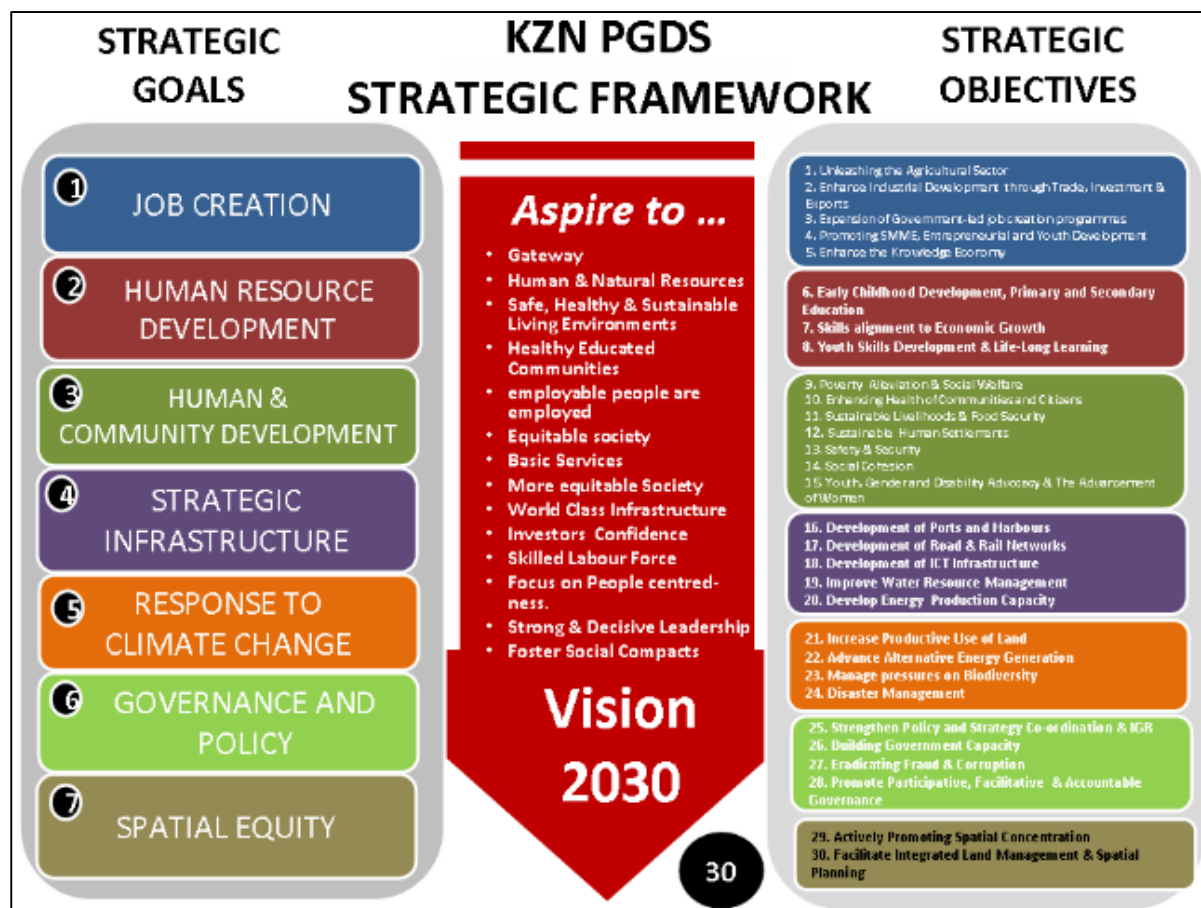 STRATEGIC
GOALS
KZN PGDS
STRATEGIC FRAMEWORK
STRATEGIC
OBJECTIVES
1
JOB CREATION
2
HUMAN RESOURCE
DEVELOPMENT
3
HUMAN &
COMMUNITY DEVELOPMENT
4
STRATEGIC
INFRASTRUCTURE
5
RESPONSE TO
CLIMATE CHANGE
6
GOVERNANCE AND
POLICY
7
SPATIAL EQUITY
Aspire to ...
• Gateway
• Human & Natural Resources
• Safe, Healthy & Sustainable
Living Environments
• Healthy Educated
Communities
• employable people are
employed
• Equitable society
• Basic Services
• More equitable Society
• World Class Infrastructure
• Investors Confidence
• Skilled Labour Force
• Focus on People centred-
ness.
• Strong & Decisive Leadership
• Foster Social Compacts
Vision
2030
30
1. Unleashing the Agricultural Sector
2. Enhance Industrial Development through Trade, Investment &
Exports
3. Expansion of Government-led job creation programmes
4. Promoting SMME, Entrepreneurial and Youth Development
5. Enhance the Knowledge Economy
6. Early Childhood Development, Primary and Secondary
Education
7. Skills alignment to Economic Growth
8. Youth Skills Development & Life-Long Learning
9. Poverty Alleviation & Social Welfare
10. Enhancing Health of Communities and Citizens
11. Sustainable Livelihoods & Food Security
12. Sustainable Human Settlements
13. Safety & Security
14. Social Cohesion
15. Youth, Gender and Disability Advocacy & The Advancement
of Women
16. Development of Ports and Harbours
17. Development of Road & Rail Networks
18. Development of ICT Infrastructure
19. Improve Water Resource Management
20. Develop Energy Production Capacity
21. Increase Productive Use of Land
22. Advance Alternative Energy Generation
23. Manage pressures on Biodiversity
24. Disaster Management
25. Strengthen Policy and Strategy Co-ordination & IGR
26. Building Government Capacity
27. Eradicating Fraud & Corruption
28. Promote Participative, Facilitative & Accountable
Governance
29. Actively Promoting Spatial Concentration
30. Facilitate Integrated Land Management & Spatial
Planning